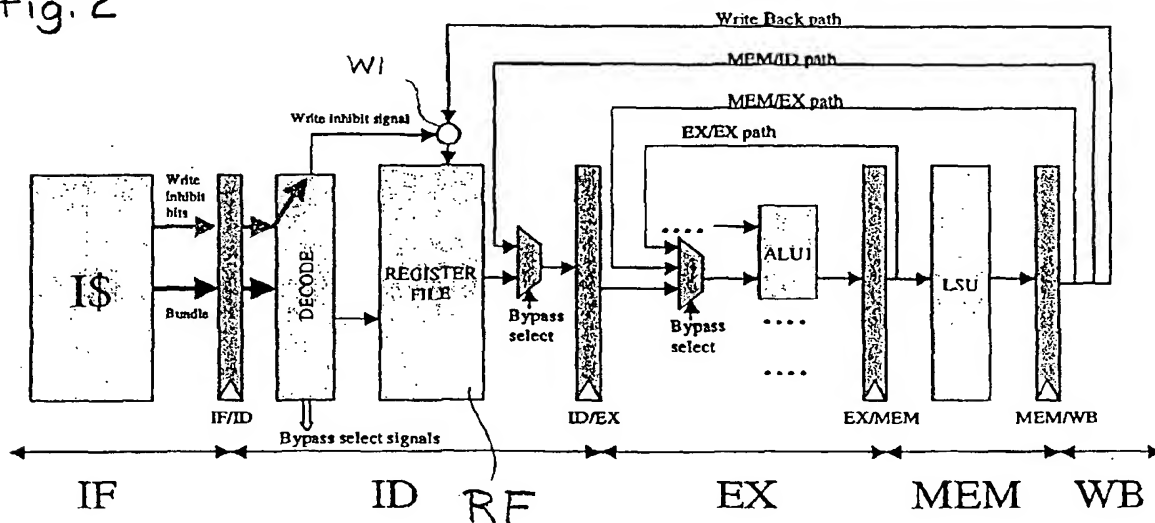 Fig. 2
Write Back path
MEM/ID path
MEM/EX path
EX/EX path
WI
Write inhibit signal
Write
inhibit
bits
I$
Bundle
DECODE
REGISTER
FILE
Bypass
select
ALU1
Bypass
select
LSU
IF/ID
ID/EX
EX/MEM
MEM/WB
Bypass select signals
IF
ID
RF
EX
MEM
WB